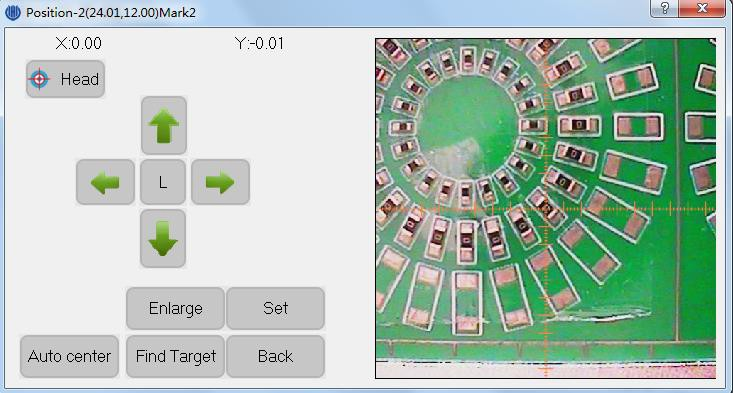 Position-2(24.01,12.00)Mark2
?
X:0.00 Y:-0.01
Head
L
Enlarge Set
Auto center Find Target Back